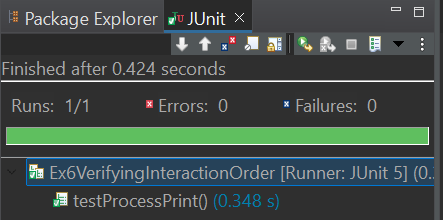 Package Explorer JUnit
Finished after 0.424 seconds
Runs: 1/1 Errors: 0 Failures: 0
Ex6VerifyingInteractionOrder [Runner: JUnit 5] (0..
testProcessPrint() (0.348 s)